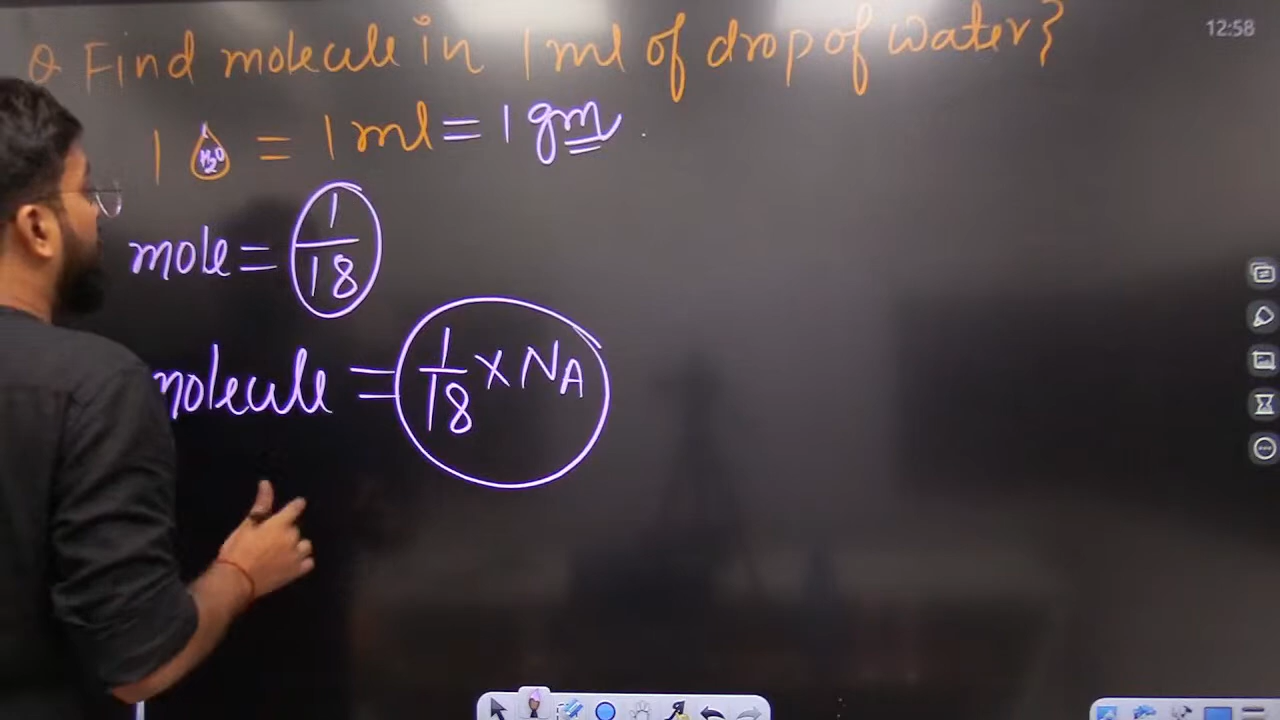 Q Find molecule in 1 ml of drop of water}
12:58
1 H2O = 1 ml = 1 gm
mole = 1/18
molecule = 1/18 × NA